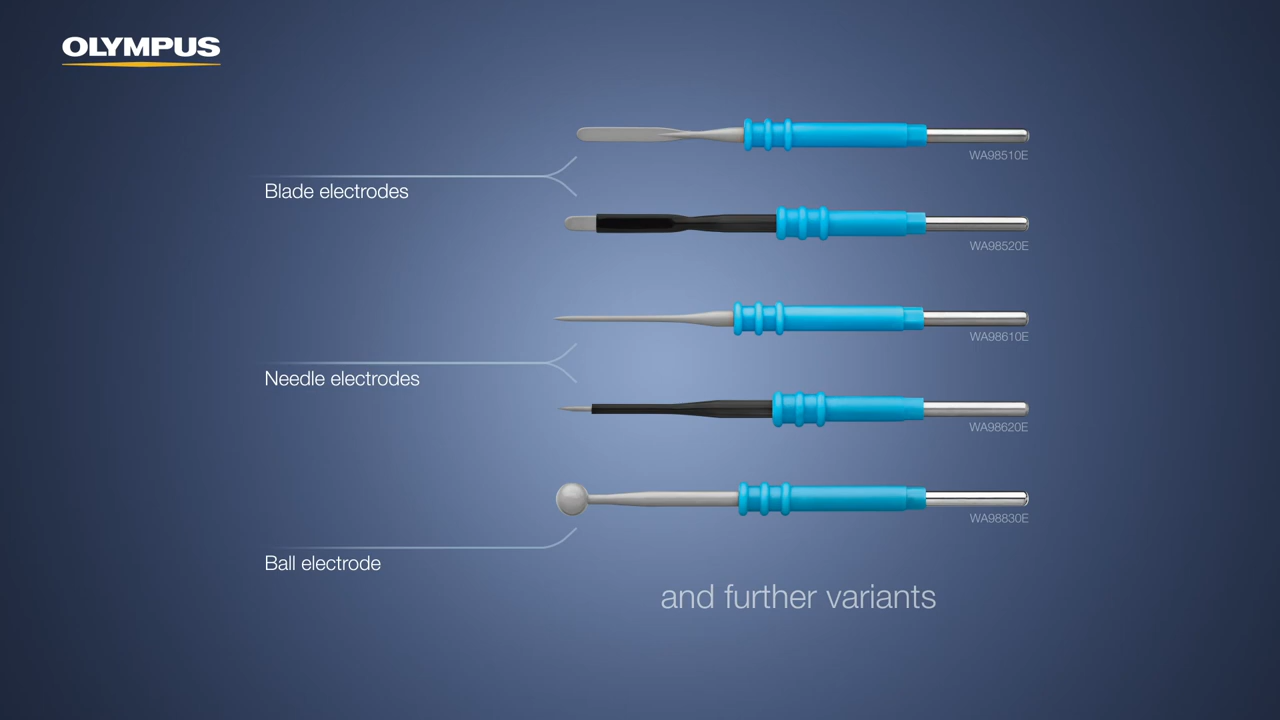 OLYMPUS
WA98510E
Blade electrodes
WA98520E
WA98610E
Needle electrodes
WA98620E
WA98830E
Ball electrode
and further variants